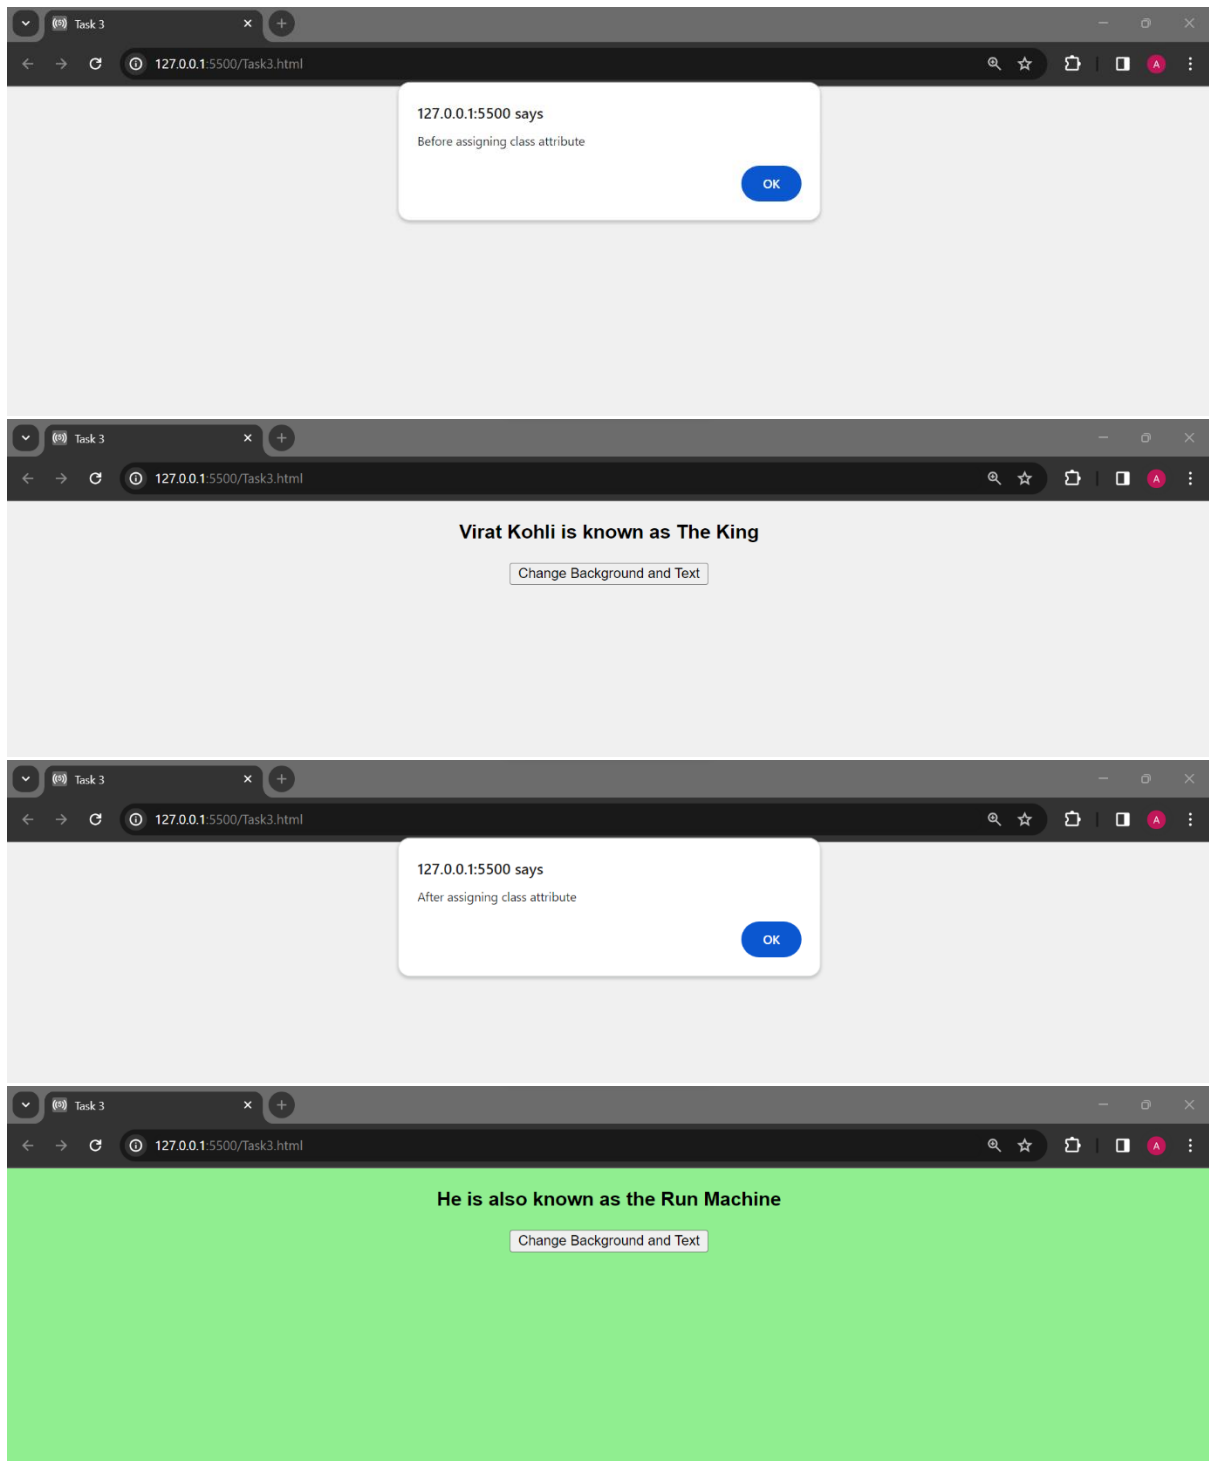 Task 3
127.0.0.1:5500/Task3.html
A
127.0.0.1:5500 says
Before assigning class attribute
OK
Task 3
127.0.0.1:5500/Task3.html
A
Virat Kohli is known as The King
Change Background and Text
Task 3
127.0.0.1:5500/Task3.html
A
127.0.0.1:5500 says
After assigning class attribute
OK
Task 3
127.0.0.1:5500/Task3.html
A
He is also known as the Run Machine
Change Background and Text